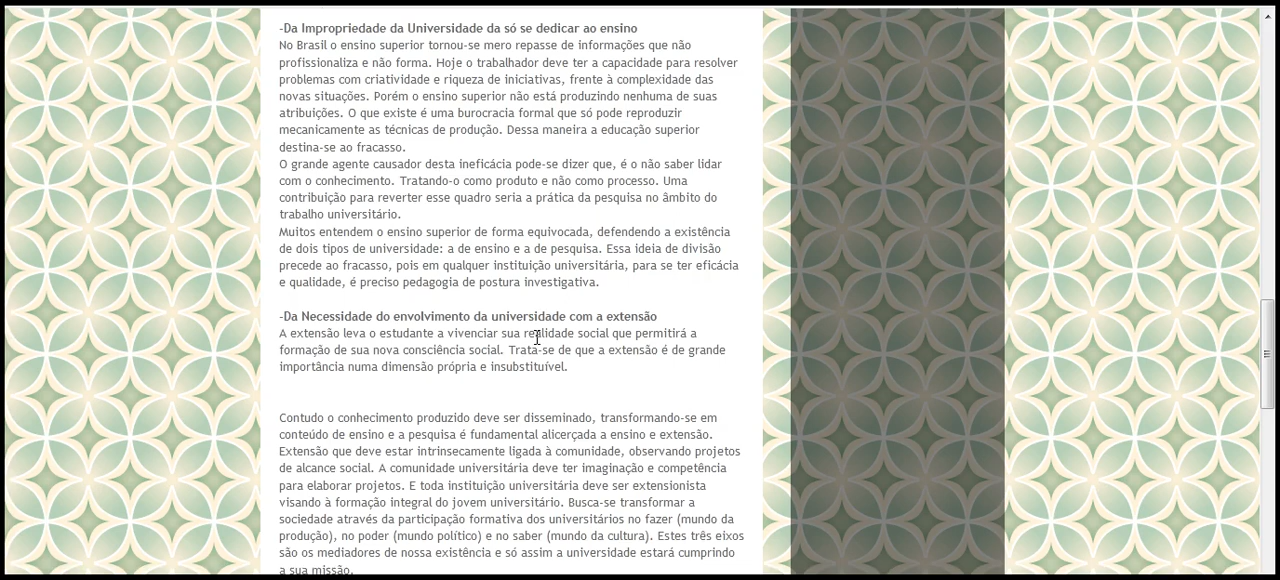 -Da Impropriedade da Universidade da só se dedicar ao ensino
No Brasil o ensino superior tornou-se mero repasse de informações que não
profissionaliza e não forma. Hoje o trabalhador deve ter a capacidade para resolver
problemas com criatividade e riqueza de iniciativas, frente à complexidade das
novas situações. Porém o ensino superior não está produzindo nenhuma de suas
atribuições. O que existe é uma burocracia formal que só pode reproduzir
mecanicamente as técnicas de produção. Dessa maneira a educação superior
destina-se ao fracasso.
O grande agente causador desta ineficácia pode-se dizer que, é o não saber lidar
com o conhecimento. Tratando-o como produto e não como processo. Uma
contribuição para reverter esse quadro seria a prática da pesquisa no âmbito do
trabalho universitário.
Muitos entendem o ensino superior de forma equivocada, defendendo a existência
de dois tipos de universidade: a de ensino e a de pesquisa. Essa ideia de divisão
precede ao fracasso, pois em qualquer instituição universitária, para se ter eficácia
e qualidade, é preciso pedagogia de postura investigativa.
-Da Necessidade do envolvimento da universidade com a extensão
A extensão leva o estudante a vivenciar sua realidade social que permitirá a
formação de sua nova consciência social. Trata-se de que a extensão é de grande
importância numa dimensão própria e insubstituível.
Contudo o conhecimento produzido deve ser disseminado, transformando-se em
conteúdo de ensino e a pesquisa é fundamental alicerçada a ensino e extensão.
Extensão que deve estar intrinsecamente ligada à comunidade, observando projetos
de alcance social. A comunidade universitária deve ter imaginação e competência
para elaborar projetos. E toda instituição universitária deve ser extensionista
visando à formação integral do jovem universitário. Busca-se transformar a
sociedade através da participação formativa dos universitários no fazer (mundo da
produção), no poder (mundo político) e no saber (mundo da cultura). Estes três eixos
são os mediadores de nossa existência e só assim a universidade estará cumprindo
a sua missão.